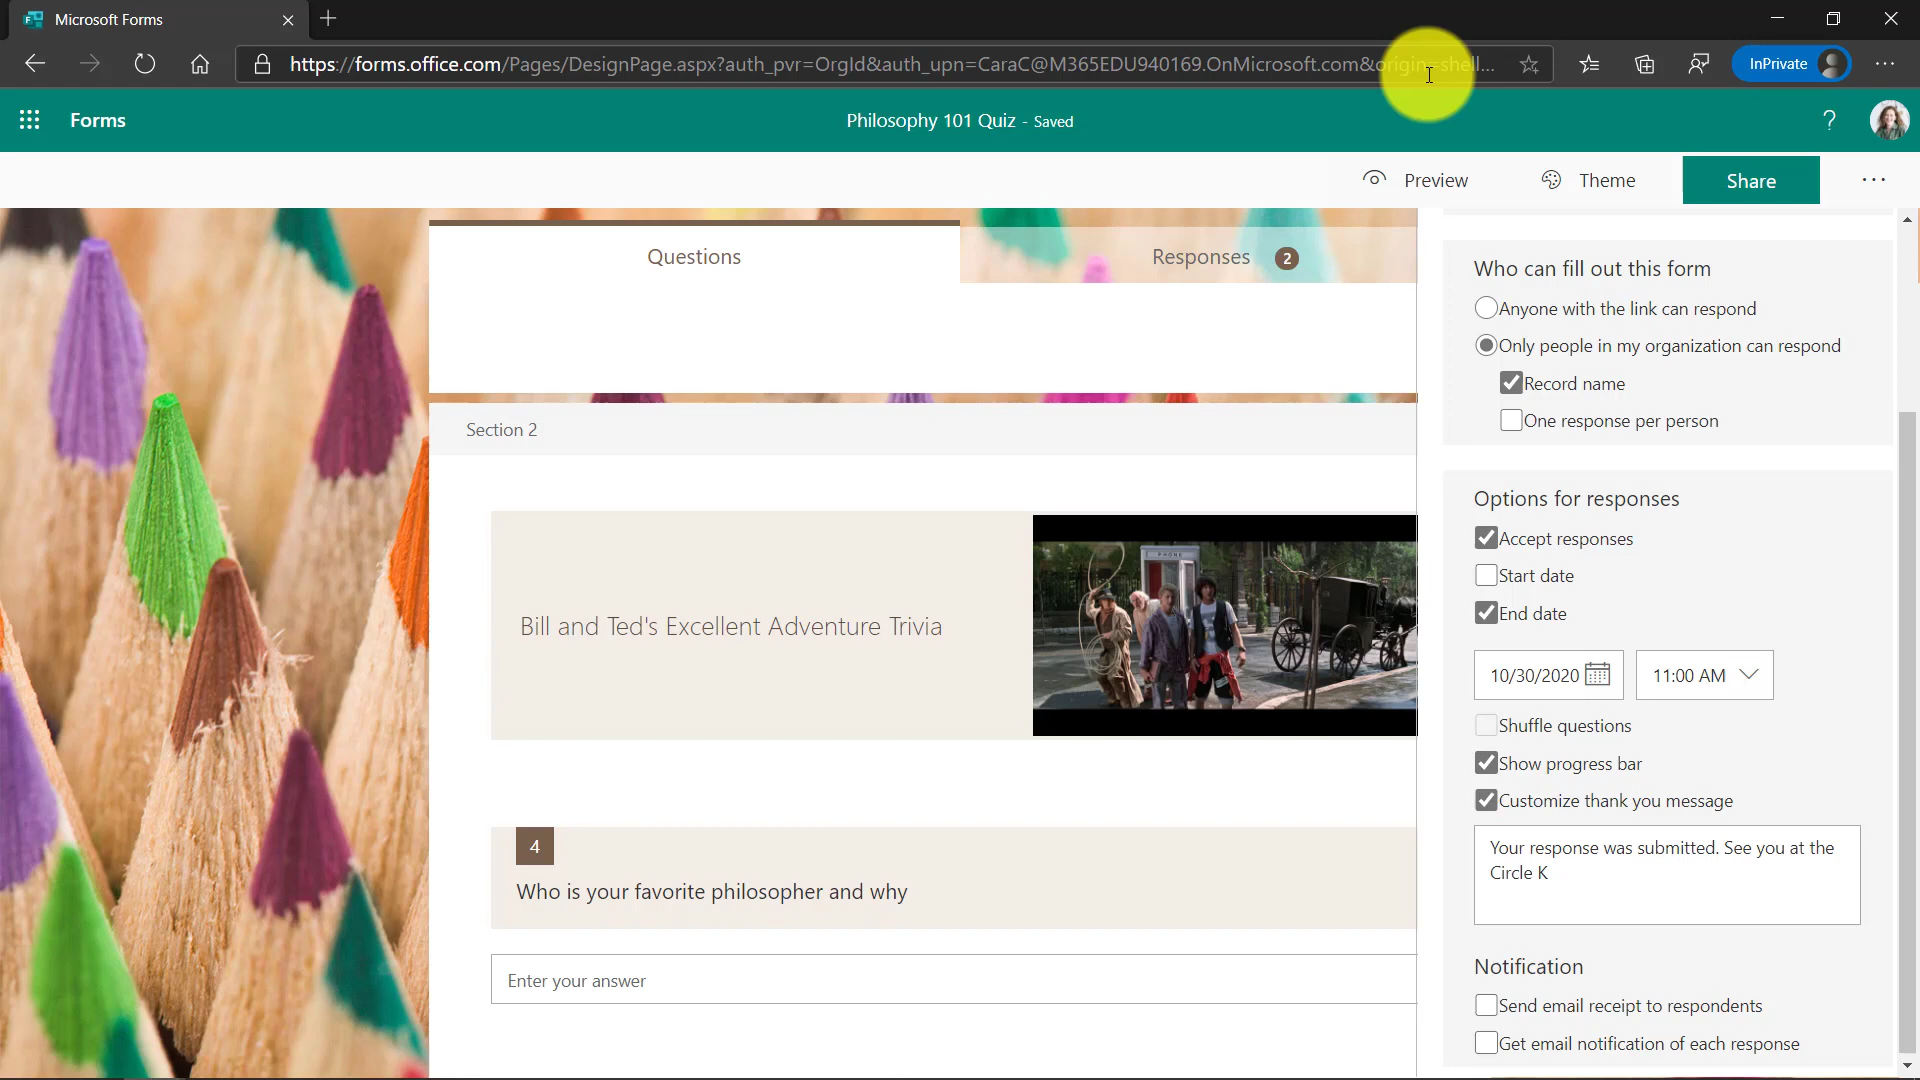 Microsoft Forms
https://forms.office.com/Pages/DesignPage.aspx?auth_pvr=OrgId&auth_upn=CaraC@M365EDU940169.OnMicrosoft.com&origin=shell...
InPrivate
Forms
Philosophy 101 Quiz - Saved
?
Preview
Theme
Share
Questions
Responses 2
Section 2
Bill and Ted's Excellent Adventure Trivia
PHONE
4
Who is your favorite philosopher and why
Enter your answer
Who can fill out this form
Anyone with the link can respond
Only people in my organization can respond
Record name
One response per person
Options for responses
Accept responses
Start date
End date
10/30/2020
11:00 AM
Shuffle questions
Show progress bar
Customize thank you message
Your response was submitted. See you at the
Circle K
Notification
Send email receipt to respondents
Get email notification of each response